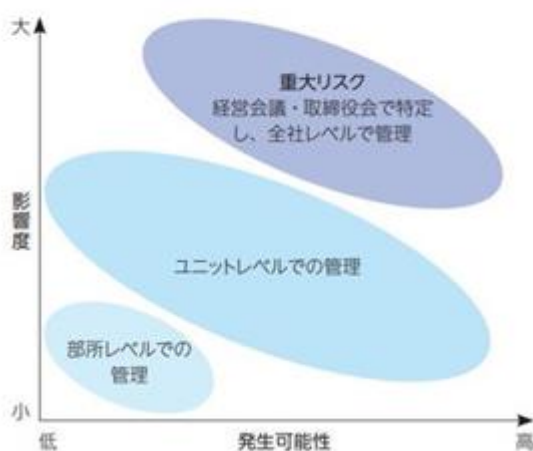 大
重大リスク
経営会議・取締役会で特定
し、全社レベルで管理
影響度
ユニットレベルでの管理
部所レベルでの
管理
小
低
発生可能性
高